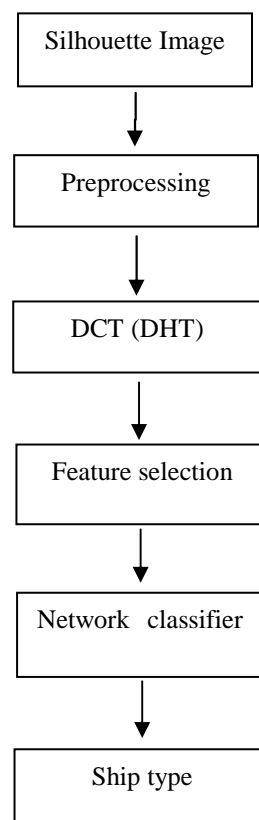 Silhouette Image
Preprocessing
DCT (DHT)
Feature selection
Network classifier
Ship type